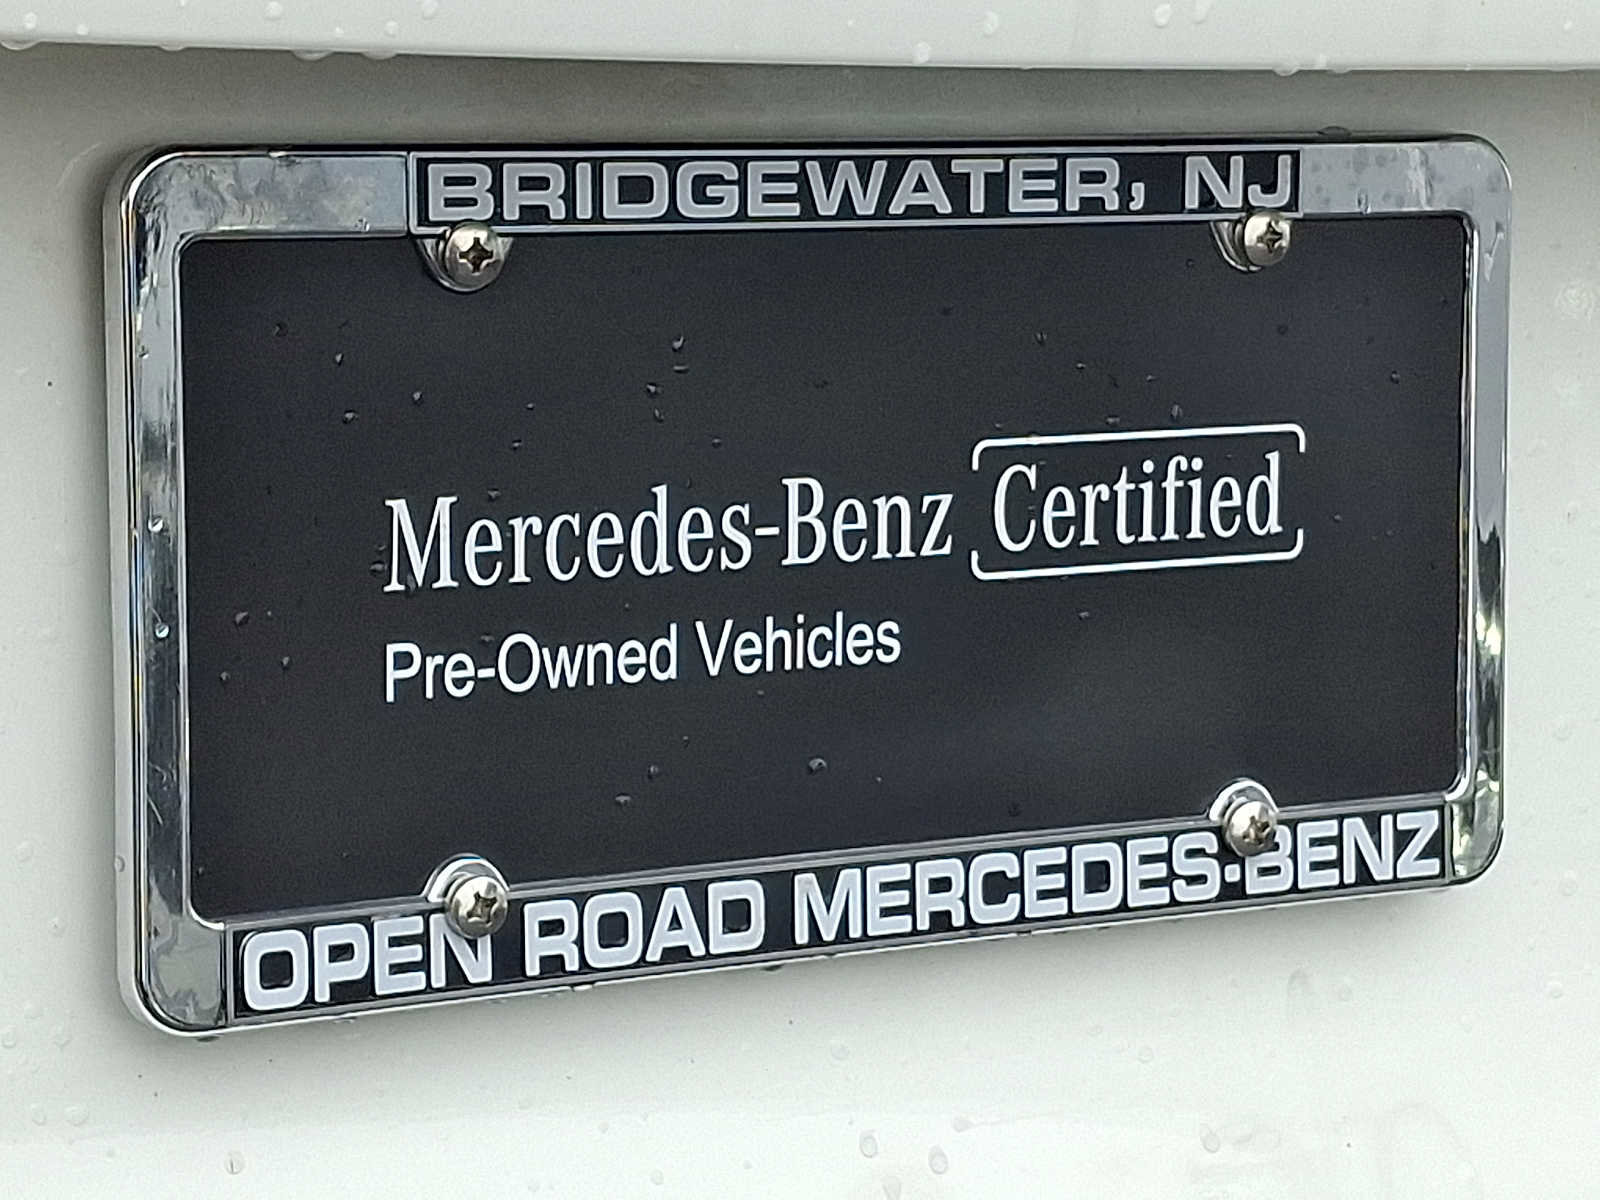 BRIDGEWATER, NJ
Mercedes-Benz Certified
Pre-Owned Vehicles
OPEN ROAD MERCEDES-BENZ